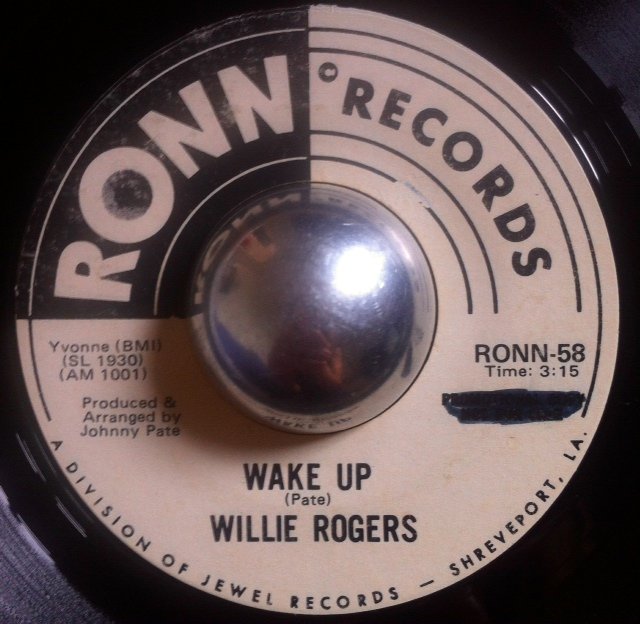 RONN RECORDS
Yvonne (BMI)
(SL 1930)
(AM 1001)
Produced &
Arranged by
Johnny Pate
RONN-58
Time: 3:15
WAKE UP
(Pate)
WILLIE ROGERS
A DIVISION OF JEWEL RECORDS — SHREVEPORT, LA.